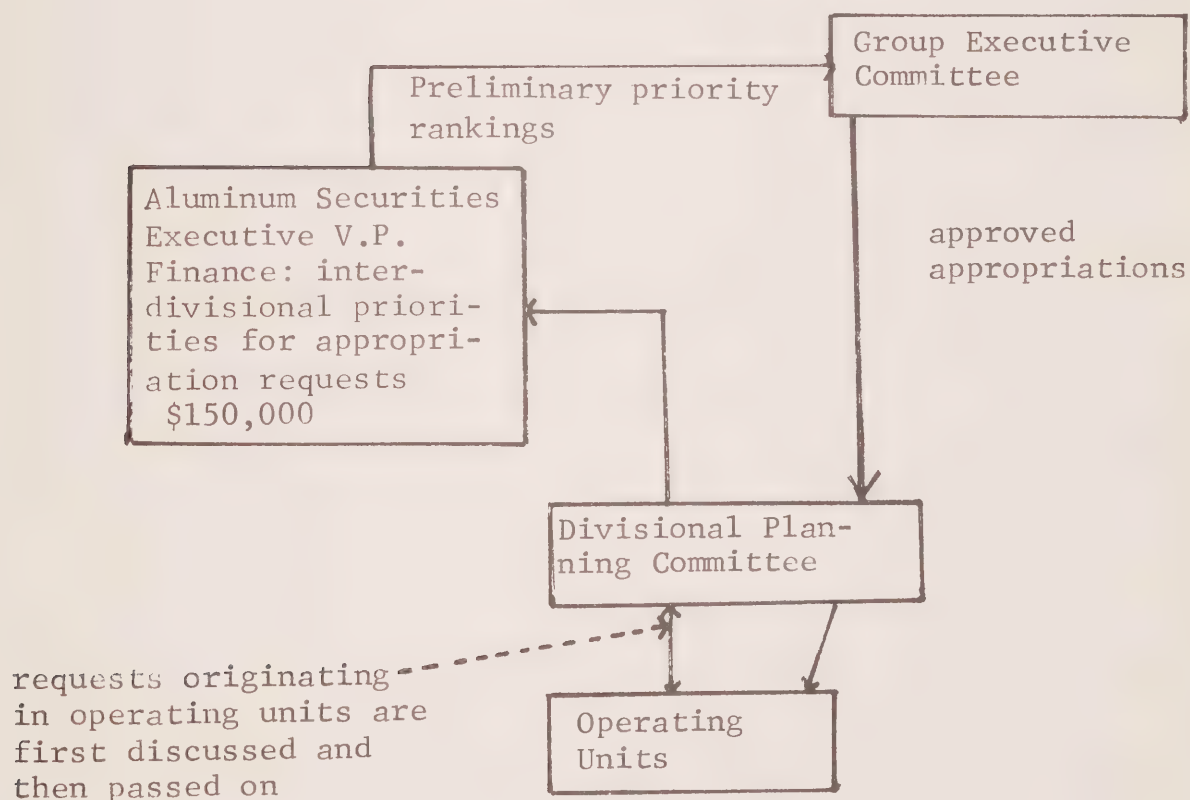 Group Executive
Committee
Preliminary priority
rankings
Aluminum Securities
Executive V.P.
Finance: inter-
divisional priori-
ties for appropri-
ation requests
$150,000
approved
appropriations
Divisional Plan-
ning Committee
requests originating
in operating units are
first discussed and
then passed on
Operating
Units